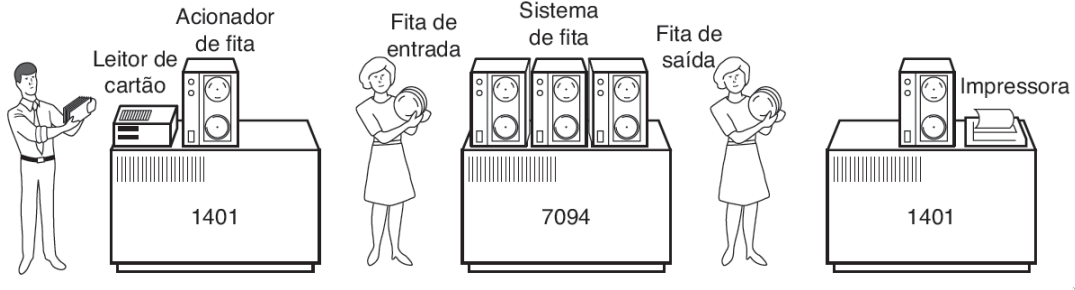 Acionador
de fita
Leitor de
cartão
1401
Fita de
entrada
Sistema
de fita
7094
Fita de
saída
Impressora
1401